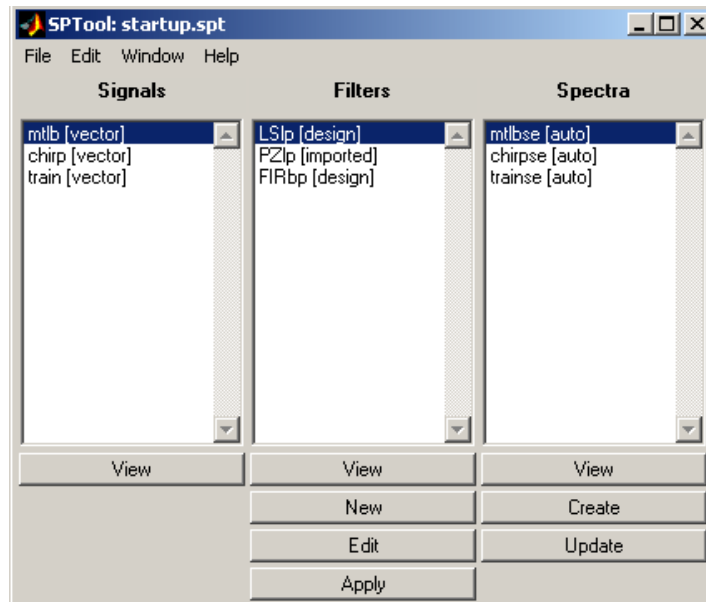 SPTool: startup.spt
File Edit Window Help
Signals Filters Spectra
mtlb [vector] LSlp [design] mtlbse [auto]
chirp [vector] PZlp [imported] chirpse [auto]
train [vector] FIRbp [design] trainse [auto]
View View View
New Create
Edit Update
Apply